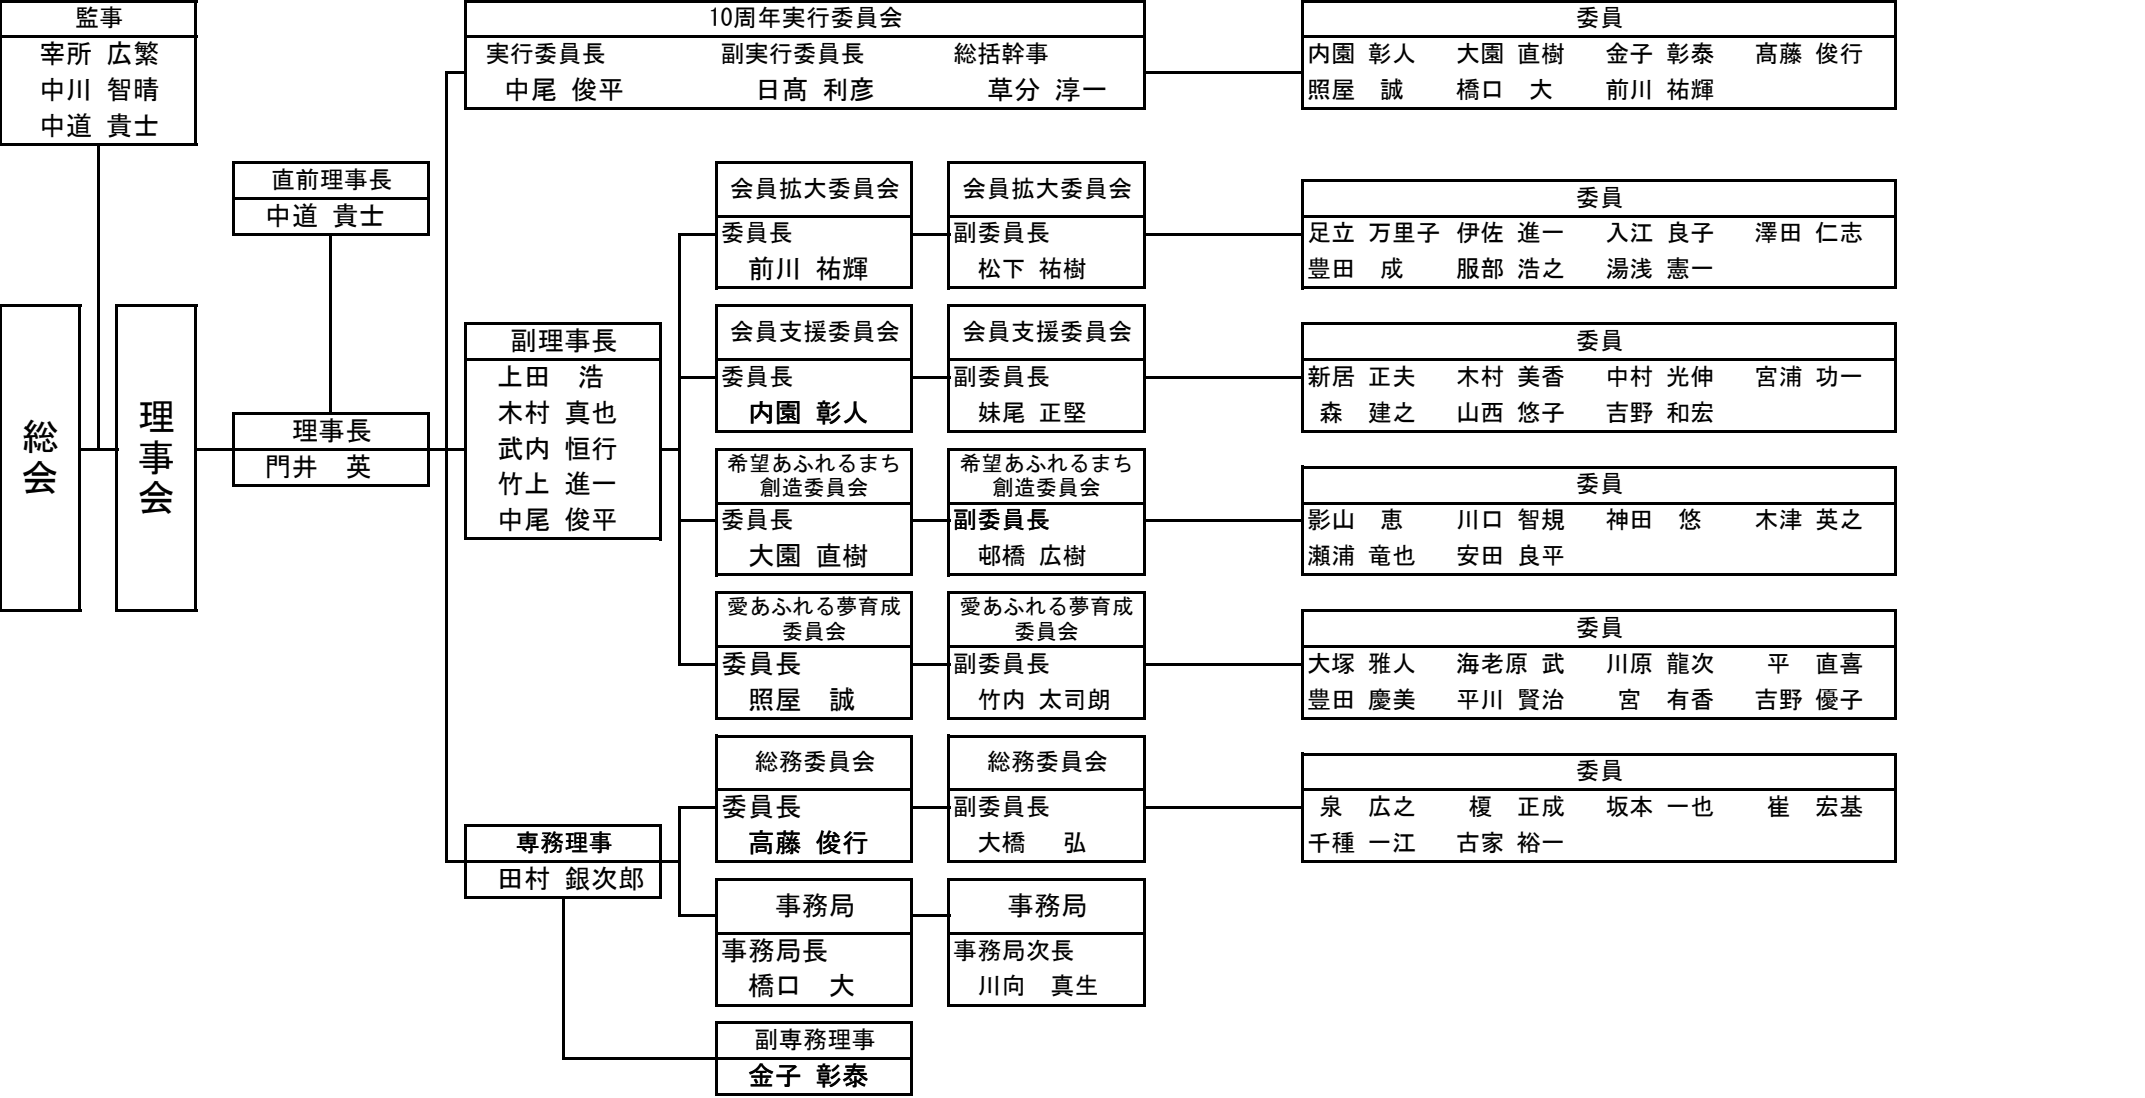 監事
宰所 広繁
中川 智晴
中道 貴士
10周年実行委員会
実行委員長 副実行委員長 総括幹事
中尾 俊平 日髙 利彦 草分 淳一
委員
内園 彰人 大園 直樹 金子 彰泰 髙藤 俊行
照屋 誠 橋口 大 前川 祐輝
直前理事長
中道 貴士
総会
理事会
理事長
門井 英
副理事長
上田 浩
木村 真也
武内 恒行
竹上 進一
中尾 俊平
会員拡大委員会
委員長
前川 祐輝
会員拡大委員会
副委員長
松下 祐樹
委員
足立 万里子 伊佐 進一 入江 良子 澤田 仁志
豊田 成 服部 浩之 湯浅 憲一
会員支援委員会
委員長
内園 彰人
会員支援委員会
副委員長
妹尾 正堅
委員
新居 正夫 木村 美香 中村 光伸 宮浦 功一
森 建之 山西 悠子 吉野 和宏
希望あふれるまち
創造委員会
委員長
大園 直樹
希望あふれるまち
創造委員会
副委員長
邨橋 広樹
委員
影山 恵 川口 智規 神田 悠 木津 英之
瀬浦 竜也 安田 良平
愛あふれる夢育成
委員会
委員長
照屋 誠
愛あふれる夢育成
委員会
副委員長
竹内 太司朗
委員
大塚 雅人 海老原 武 川原 龍次 平 直喜
豊田 慶美 平川 賢治 宮 有香 吉野 優子
専務理事
田村 銀次郎
総務委員会
委員長
高藤 俊行
総務委員会
副委員長
大橋 弘
委員
泉 広之 榎 正成 坂本 一也 崔 宏基
千種 一江 古家 裕一
事務局
事務局長
橋口 大
事務局
事務局次長
川向 真生
副専務理事
金子 彰泰